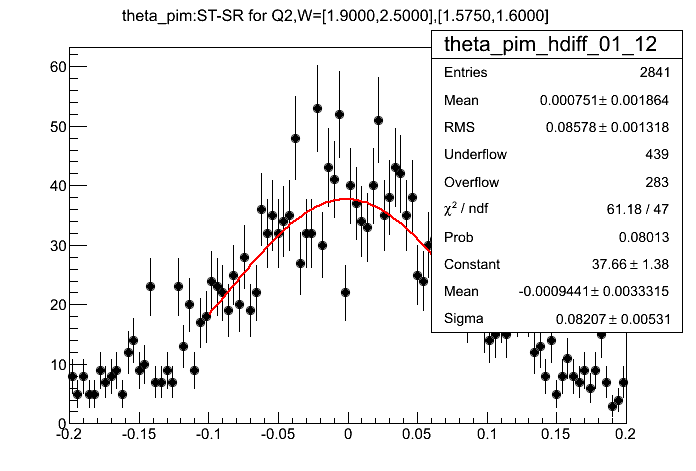 theta_pim:ST-SR for Q2,W=[1.9000,2.5000],[1.5750,1.6000]
theta_pim_hdiff_01_12
Entries 2841
Mean 0.000751± 0.001864
RMS 0.08578 ± 0.001318
Underflow 439
Overflow 283
χ² / ndf 61.18 / 47
Prob 0.08013
Constant 37.66 ± 1.38
Mean -0.0009441± 0.0033315
Sigma 0.08207 ± 0.00531
60
50
40
30
20
10
0
-0.2 -0.15 -0.1 -0.05 0 0.05 0.1 0.15 0.2